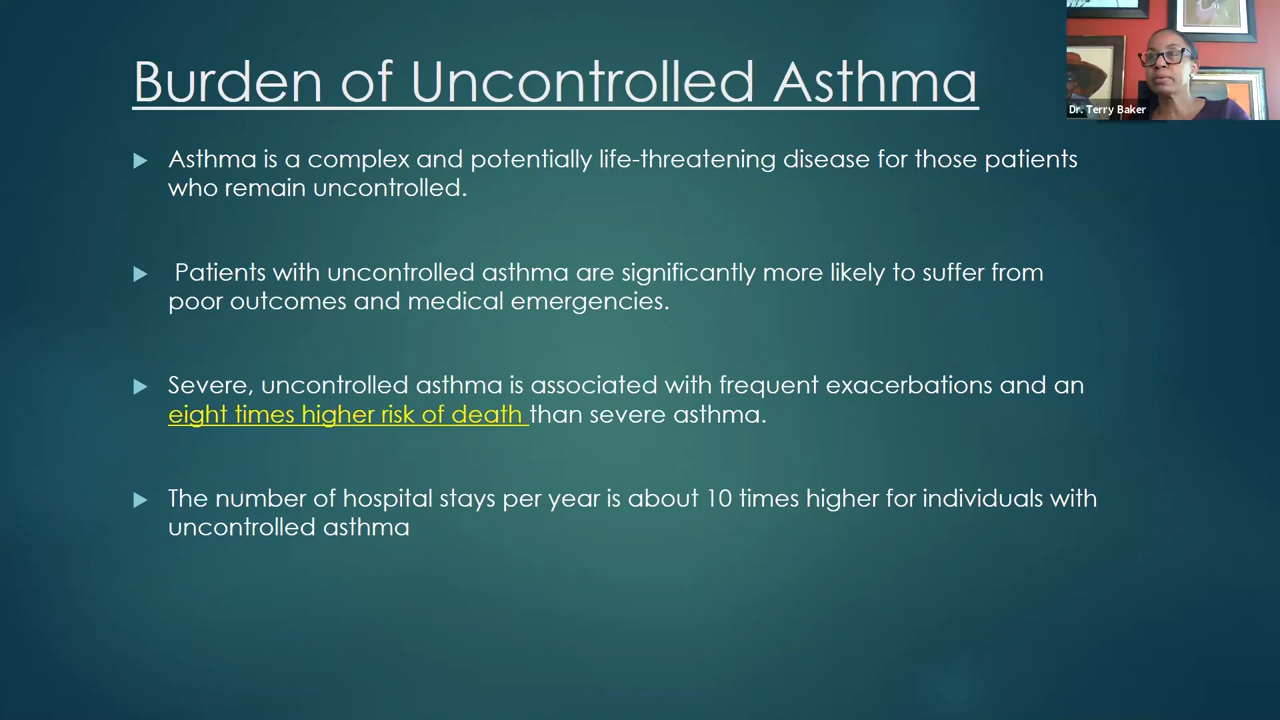 Burden of Uncontrolled Asthma
Dr. Terry Baker
Asthma is a complex and potentially life-threatening disease for those patients
who remain uncontrolled.
Patients with uncontrolled asthma are significantly more likely to suffer from
poor outcomes and medical emergencies.
Severe, uncontrolled asthma is associated with frequent exacerbations and an
eight times higher risk of death than severe asthma.
The number of hospital stays per year is about 10 times higher for individuals with
uncontrolled asthma